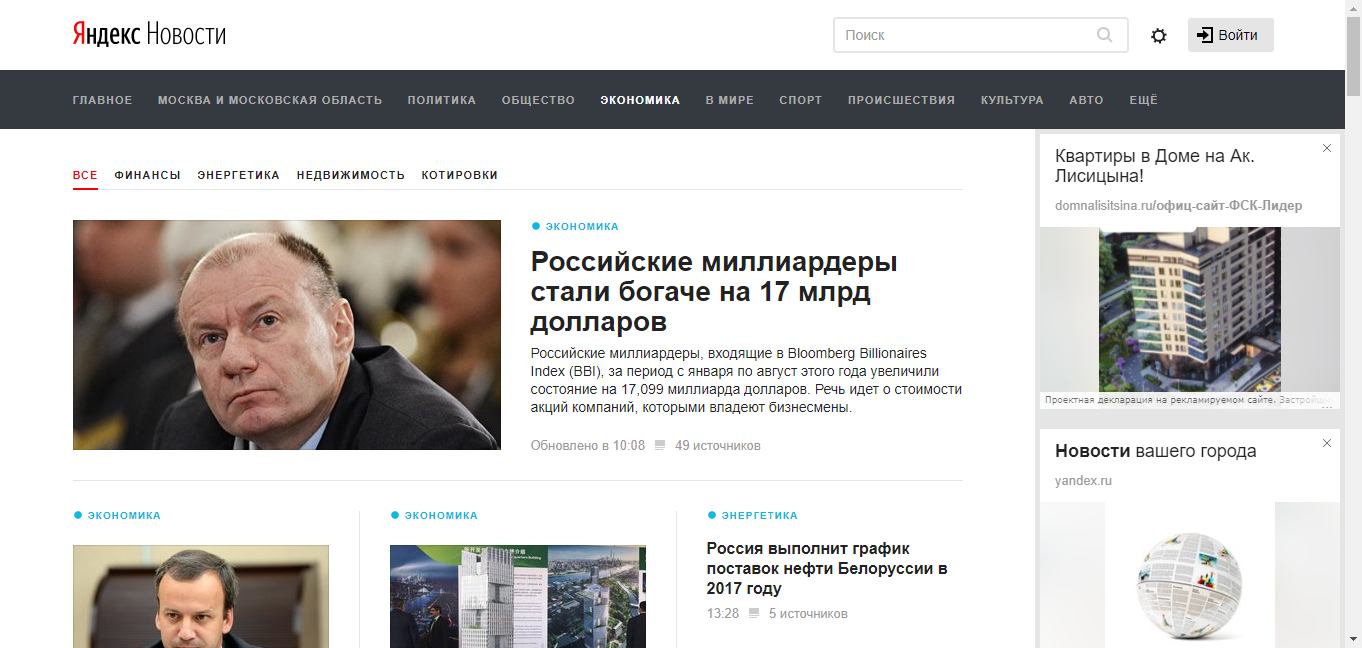 Яндекс Новости
Поиск
Войти
ГЛАВНОЕ МОСКВА И МОСКОВСКАЯ ОБЛАСТЬ ПОЛИТИКА ОБЩЕСТВО ЭКОНОМИКА В МИРЕ СПОРТ ПРОИСШЕСТВИЯ КУЛЬТУРА АВТО ЕЩЁ
ВСЕ ФИНАНСЫ ЭНЕРГЕТИКА НЕДВИЖИМОСТЬ КОТИРОВКИ
ЭКОНОМИКА
Российские миллиардеры
стали богаче на 17 млрд
долларов
Российские миллиардеры, входящие в Bloomberg Billionaires
Index (BBI), за период с января по август этого года увеличили
состояние на 17,099 миллиарда долларов. Речь идет о стоимости
акций компаний, которыми владеют бизнесмены.
Обновлено в 10:08 49 источников
ЭКОНОМИКА
ЭКОНОМИКА
ЭНЕРГЕТИКА
Россия выполнит график
поставок нефти Белоруссии в
2017 году
13:28 5 источников
Квартиры в Доме на Ак.
Лисицына!
domnalisitsina.ru/офиц-сайт-ФСК-Лидер
Проектная декларация на рекламируемом сайте. Застройщик
...
Новости вашего города
yandex.ru